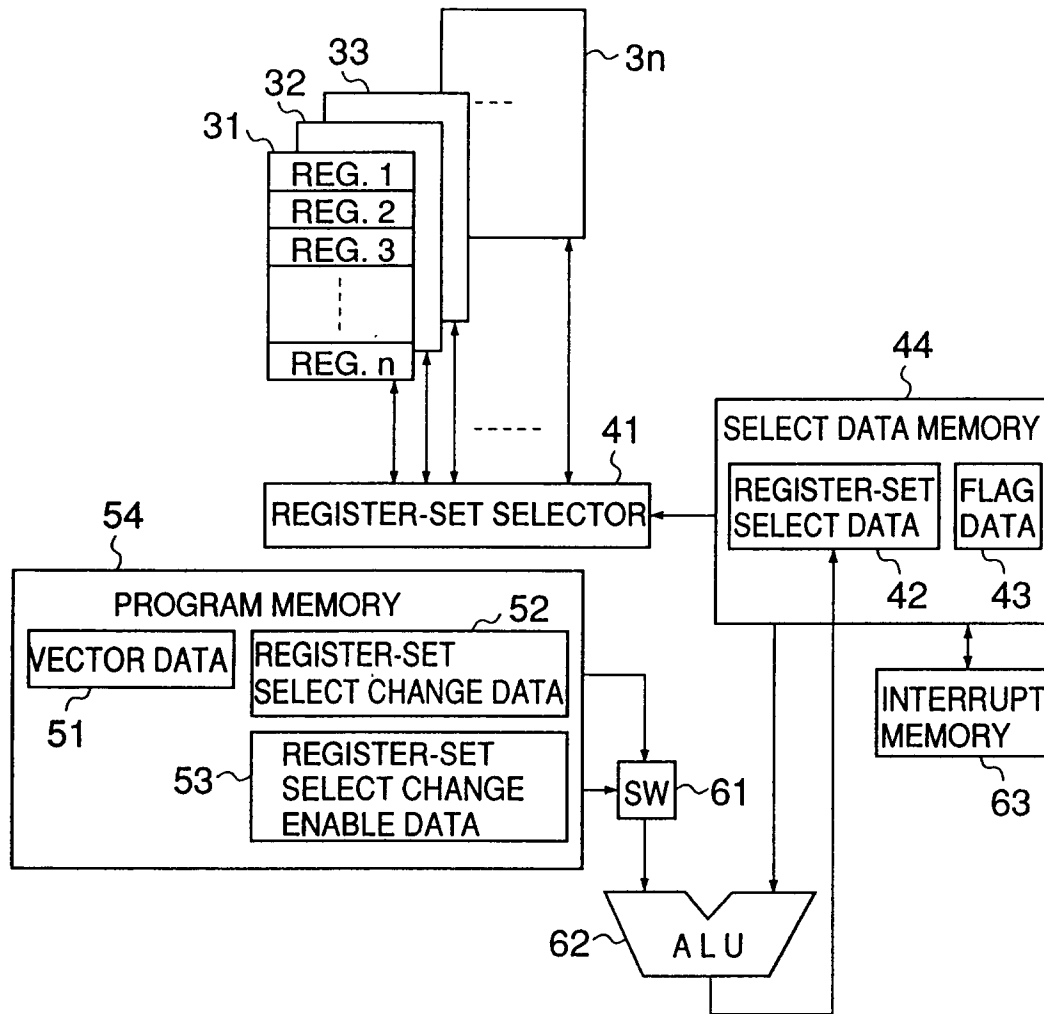 3n
33
32
31
REG. 1
REG. 2
REG. 3
REG. n
44
41
SELECT DATA MEMORY
REGISTER-SET
SELECT DATA
FLAG
DATA
REGISTER-SET SELECTOR
54
42
43
PROGRAM MEMORY
52
VECTOR DATA
REGISTER-SET
SELECT CHANGE DATA
51
INTERRUPT
MEMORY
53
REGISTER-SET
SELECT CHANGE
ENABLE DATA
SW
61
63
62
ALU